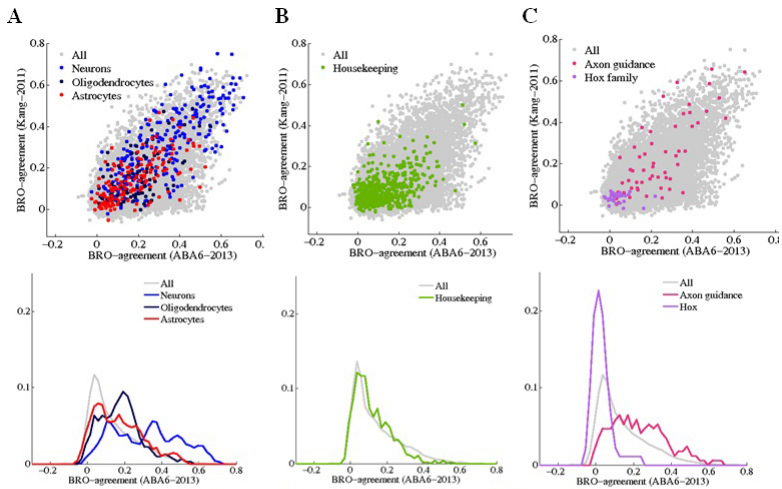 A
BRO−agreement (Kang−2011)
0.8
0.6
0.4
0.2
0
All
Neurons
Oligodendrocytes
Astrocytes
−0.2 0 0.2 0.4 0.6 0.
BRO−agreement (ABA6−2013)
B
BRO−agreement (Kang−2011)
0.8
0.6
0.4
0.2
0
All
Housekeeping
−0.2 0 0.2 0.4 0.6 0.8
BRO−agreement (ABA6−2013)
C
BRO−agreement (Kang−2011)
0.8
0.6
0.4
0.2
0
All
Axon guidance
Hox family
−0.2 0 0.2 0.4 0.6 0.8
BRO−agreement (ABA6−2013)
0.2
0.1
0
All
Neurons
Oligodendrocytes
Astrocytes
−0.2 0 0.2 0.4 0.6 0.8
BRO−agreement (ABA6−2013)
0.2
0.1
0
All
Housekeeping
−0.2 0 0.2 0.4 0.6 0.8
BRO−agreement (ABA6−2013)
0.2
0.1
0
All
Axon guidance
Hox
−0.2 0 0.2 0.4 0.6 0.8
BRO−agreement (ABA6−2013)